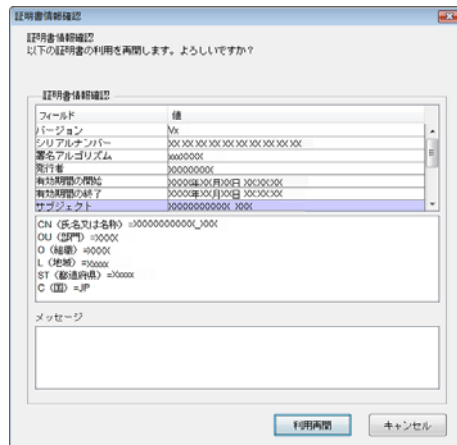 証明書情報確認
証明書情報確認
以下の証明書の利用を再開します。よろしいですか？
証明書情報確認
フィールド 値
バージョン Vx
シリアルナンバー XX XX XX XX XX XX XX XX XX XX XX
署名アルゴリズム xxxXXXXX
発行者 XXXXXXXX
有効期間の開始 XXXX年XX月XX日 XX:XX:XX
有効期間の終了 XXXX年XX月XX日 XX:XX:XX
サブジェクト XXXXXXXXXXX XXX
CN（氏名又は名称）=XXXXXXXXXXX_XXX
OU（部門）=XXXX
O（組織）=XXXX
L（地域）=Xxxxx
ST（都道府県）=Xxxxx
C（国）=JP
メッセージ
利用再開 キャンセル